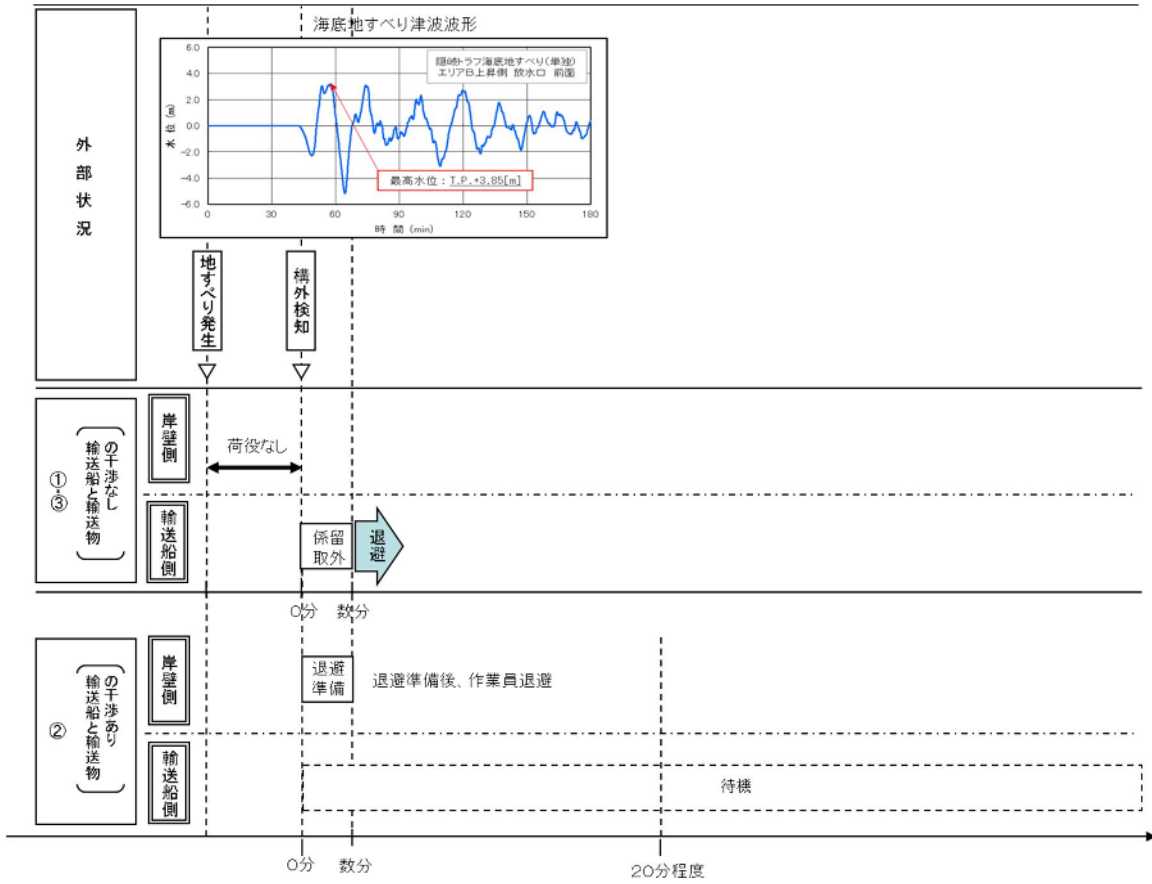 海底地すべり津波波形
隠岐トラフ海底地すべり(単独)
エリアB上昇側 放水口 前面
6.0
4.0
2.0
0.0
-2.0
-4.0
-6.0
水 位 (m)
最高水位：T.P.+3.85[m]
0
30
60
90
120
150
180
時 間 (min)
外部状況
地すべり発生
構外検知
①・③
輸送船と輸送物
の干渉なし
岸壁側
荷役なし
輸送船側
係留
取外
退避
0分
数分
②
輸送船と輸送物
の干渉あり
岸壁側
退避
準備
退避準備後、作業員退避
輸送船側
待機
0分
数分
20分程度